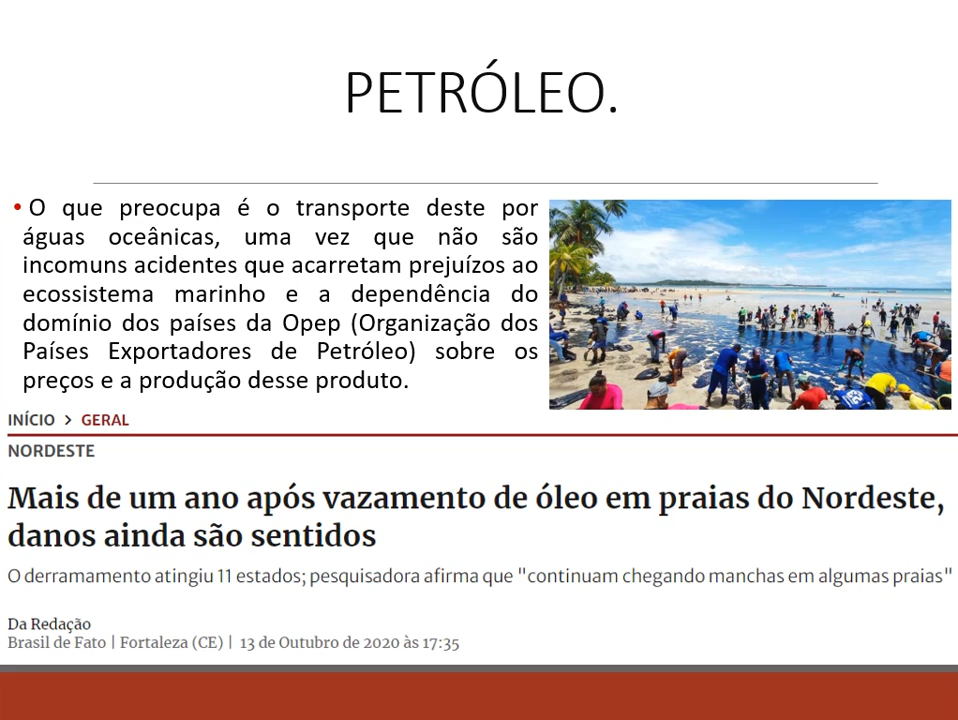 PETRÓLEO.
• O que preocupa é o transporte deste por
águas oceânicas, uma vez que não são
incomuns acidentes que acarretam prejuízos ao
ecossistema marinho e a dependência do
domínio dos países da Opep (Organização dos
Países Exportadores de Petróleo) sobre os
preços e a produção desse produto.
INÍCIO > GERAL
NORDESTE
Mais de um ano após vazamento de óleo em praias do Nordeste,
danos ainda são sentidos
O derramamento atingiu 11 estados; pesquisadora afirma que "continuam chegando manchas em algumas praias"
Da Redação
Brasil de Fato | Fortaleza (CE) | 13 de Outubro de 2020 às 17:35